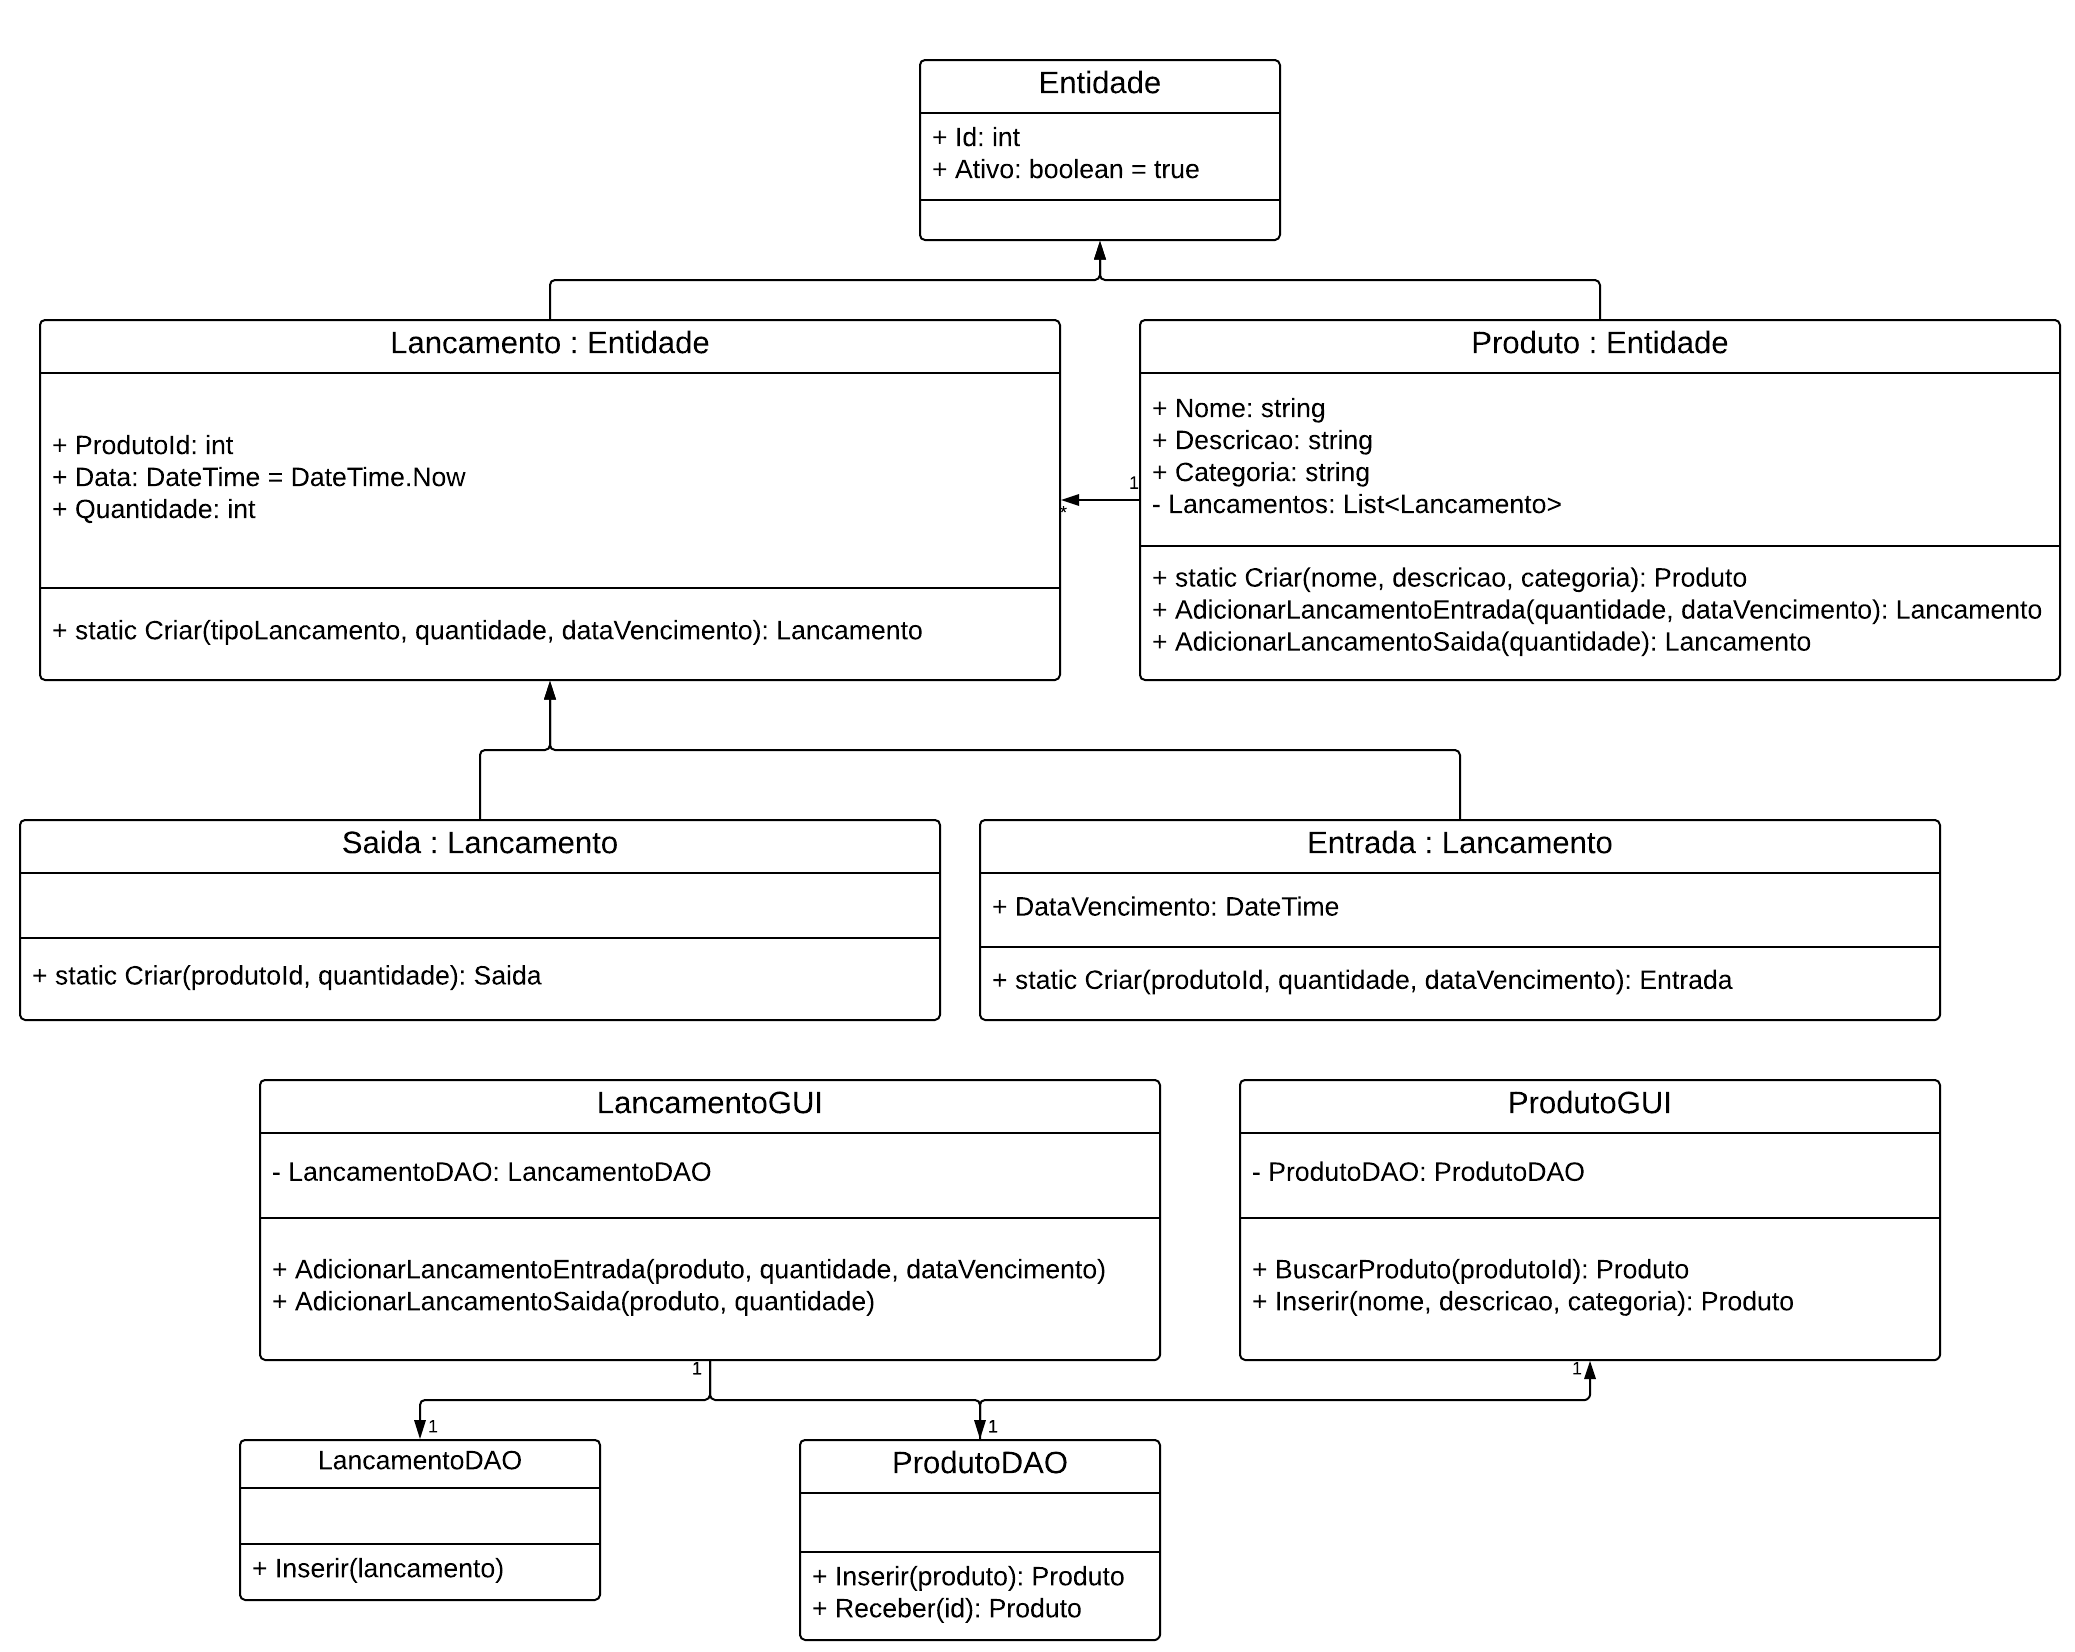 Entidade
+ Id: int
+ Ativo: boolean = true
Lancamento : Entidade
+ ProdutoId: int
+ Data: DateTime = DateTime.Now
+ Quantidade: int
+ static Criar(tipoLancamento, quantidade, dataVencimento): Lancamento
Produto : Entidade
+ Nome: string
+ Descricao: string
+ Categoria: string
- Lancamentos: List<Lancamento>
+ static Criar(nome, descricao, categoria): Produto
+ AdicionarLancamentoEntrada(quantidade, dataVencimento): Lancamento
+ AdicionarLancamentoSaida(quantidade): Lancamento
1
*
Saida : Lancamento
+ static Criar(produtoId, quantidade): Saida
Entrada : Lancamento
+ DataVencimento: DateTime
+ static Criar(produtoId, quantidade, dataVencimento): Entrada
LancamentoGUI
- LancamentoDAO: LancamentoDAO
+ AdicionarLancamentoEntrada(produto, quantidade, dataVencimento)
+ AdicionarLancamentoSaida(produto, quantidade)
ProdutoGUI
- ProdutoDAO: ProdutoDAO
+ BuscarProduto(produtoId): Produto
+ Inserir(nome, descricao, categoria): Produto
1
1
1
1
LancamentoDAO
+ Inserir(lancamento)
ProdutoDAO
+ Inserir(produto): Produto
+ Receber(id): Produto